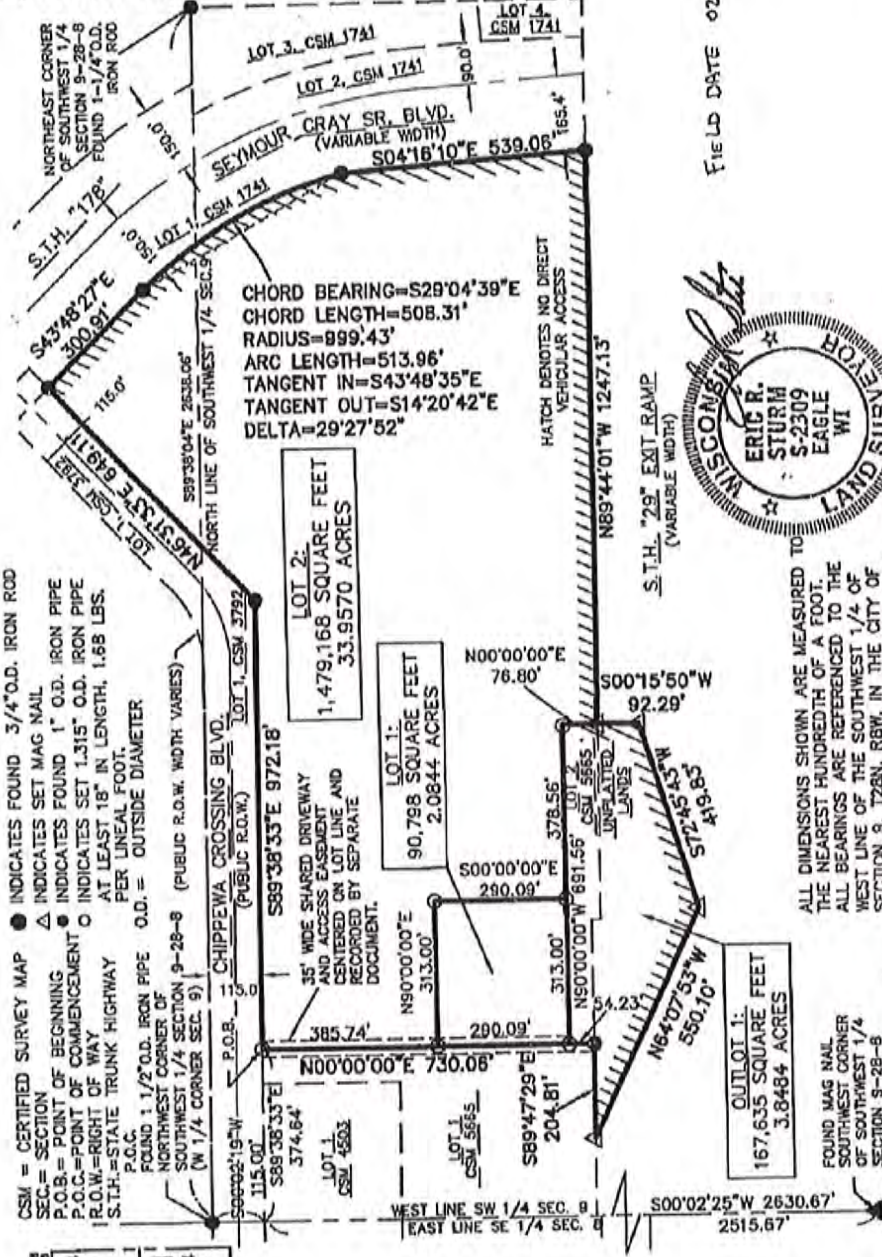 CSM = CERTIFIED SURVEY MAP
SEC.= SECTION
P.O.B.= POINT OF BEGINNING
P.O.C.=POINT OF COMMENCEMENT
R.O.W.=RIGHT OF WAY
S.T.H.=STATE TRUNK HIGHWAY
● INDICATES FOUND 3/4"O.D. IRON ROD
△ INDICATES SET MAG NAIL
● INDICATES FOUND 1" O.D. IRON PIPE
○ INDICATES SET 1.315" O.D. IRON PIPE
AT LEAST 18" IN LENGTH, 1.68 LBS.
PER LINEAL FOOT.
O.D. = OUTSIDE DIAMETER
P.O.C.
FOUND 1 1/2"O.D. IRON PIPE
NORTHWEST CORNER OF
SOUTHWEST 1/4 SECTION 9-28-8
(W 1/4 CORNER SEC. 9)
NORTHEAST CORNER
OF SOUTHWEST 1/4
OF SECTION 9-28-8
FOUND 1-1/4"O.D.
IRON ROD
S.T.H. "178"
150.0'
150.0'
LOT 3, CSM 1741
LOT 4,
CSM 1741
LOT 2, CSM 1741
90.0'
SEYMOUR CRAY SR. BLVD.
(VARIABLE WIDTH)
S04°16'10"E 539.06'
165.4'
LOT 1, CSM 1741
S43°48'27"E
300.91'
115.0'
LOT 1, CSM 3792
N46°31'33"E 649.11'
S89°38'04"E 2638.06'
NORTH LINE OF SOUTHWEST 1/4 SEC.9
CHORD BEARING=S29°04'39"E
CHORD LENGTH=508.31'
RADIUS=999.43'
ARC LENGTH=513.96'
TANGENT IN=S43°48'35"E
TANGENT OUT=S14°20'42"E
DELTA=29°27'52"
(PUBLIC R.O.W. WIDTH VARIES)
CHIPPEWA CROSSING BLVD.
(PUBLIC R.O.W.)
LOT 1, CSM 3792
P.O.B.
115.0
S89°38'33"E 972.18'
S00°02'19"W
115.00'
S89°38'33"E
374.64'
LOT 2:
1,479,168 SQUARE FEET
33.9570 ACRES
HATCH DENOTES NO DIRECT
VEHICULAR ACCESS
35' WIDE SHARED DRIVEWAY
AND ACCESS EASEMENT
CENTERED ON LOT LINE AND
RECORDED BY SEPARATE
DOCUMENT.
LOT 1:
90,798 SQUARE FEET
2.0844 ACRES
N00°00'00"E
76.80'
N89°44'01"W 1247.13'
385.74'
290.09'
N00°00'00"E 730.06'
N90°00'00"E
313.00'
S00°00'00"E
290.09'
313.00'
378.56'
N90°00'00"W 691.56'
LOT 2
CSM 5665
UNPLATTED
LANDS
S00°15'50"W
92.29'
S.T.H. "29" EXIT RAMP
(VARIABLE WIDTH)
LOT 1
CSM 4503
LOT 1
CSM 5665
S89°47'29"E
204.81'
54.23'
N64°07'53"W
550.10'
S72°45'43"W
419.83'
WEST LINE SW 1/4 SEC. 9
EAST LINE SE 1/4 SEC. 8
S00°02'25"W 2630.67'
2515.67'
OUTLOT 1:
167,635 SQUARE FEET
3.8484 ACRES
FOUND MAG NAIL
SOUTHWEST CORNER
OF SOUTHWEST 1/4
SECTION 9-28-8
ALL DIMENSIONS SHOWN ARE MEASURED TO
THE NEAREST HUNDREDTH OF A FOOT.
ALL BEARINGS ARE REFERENCED TO THE
WEST LINE OF THE SOUTHWEST 1/4 OF
SECTION 9, T28N, R8W, IN THE CITY OF
WISCONSIN
ERIC R.
STURM
S-2309
EAGLE
WI
LAND SURVEYOR
FIELD DATE 02